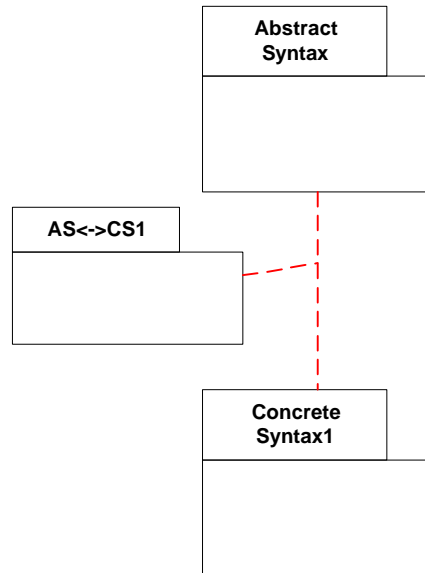 Abstract
Syntax
AS<->CS1
Concrete
Syntax1